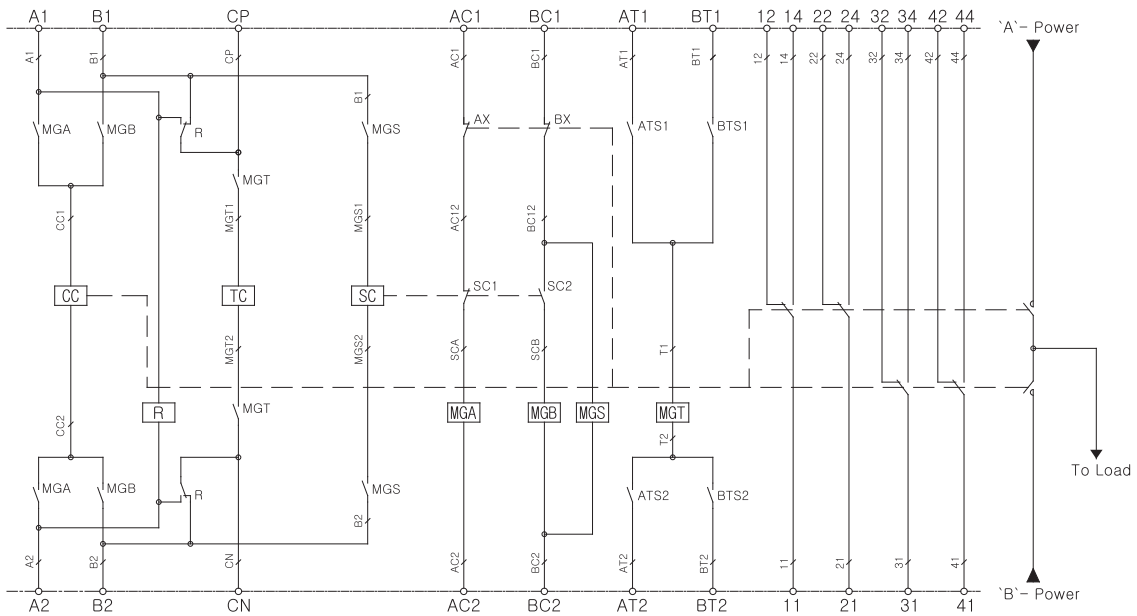 A1 B1 CP AC1 BC1 AT1 BT1 12 14 22 24 32 34 42 44 `A`- Power
A1 B1 CP AC1 BC1 AT1 BT1 12 14 22 24 32 34 42 44
B1
MGA MGB R MGS AX BX ATS1 BTS1
MGT
CC1 MGT1 MGS1 AC12 BC12
CC TC SC SC1 SC2
MGT2 MGS2 SCA SCB T1
CC2 R MGT MGA MGB MGS MGT
T2
MGA MGB R MGS ATS2 BTS2 To Load
B2
A2 B2 CN AC2 BC2 AT2 BT2 11 21 31 41
A2 B2 CN AC2 BC2 AT2 BT2 11 21 31 41 `B`- Power